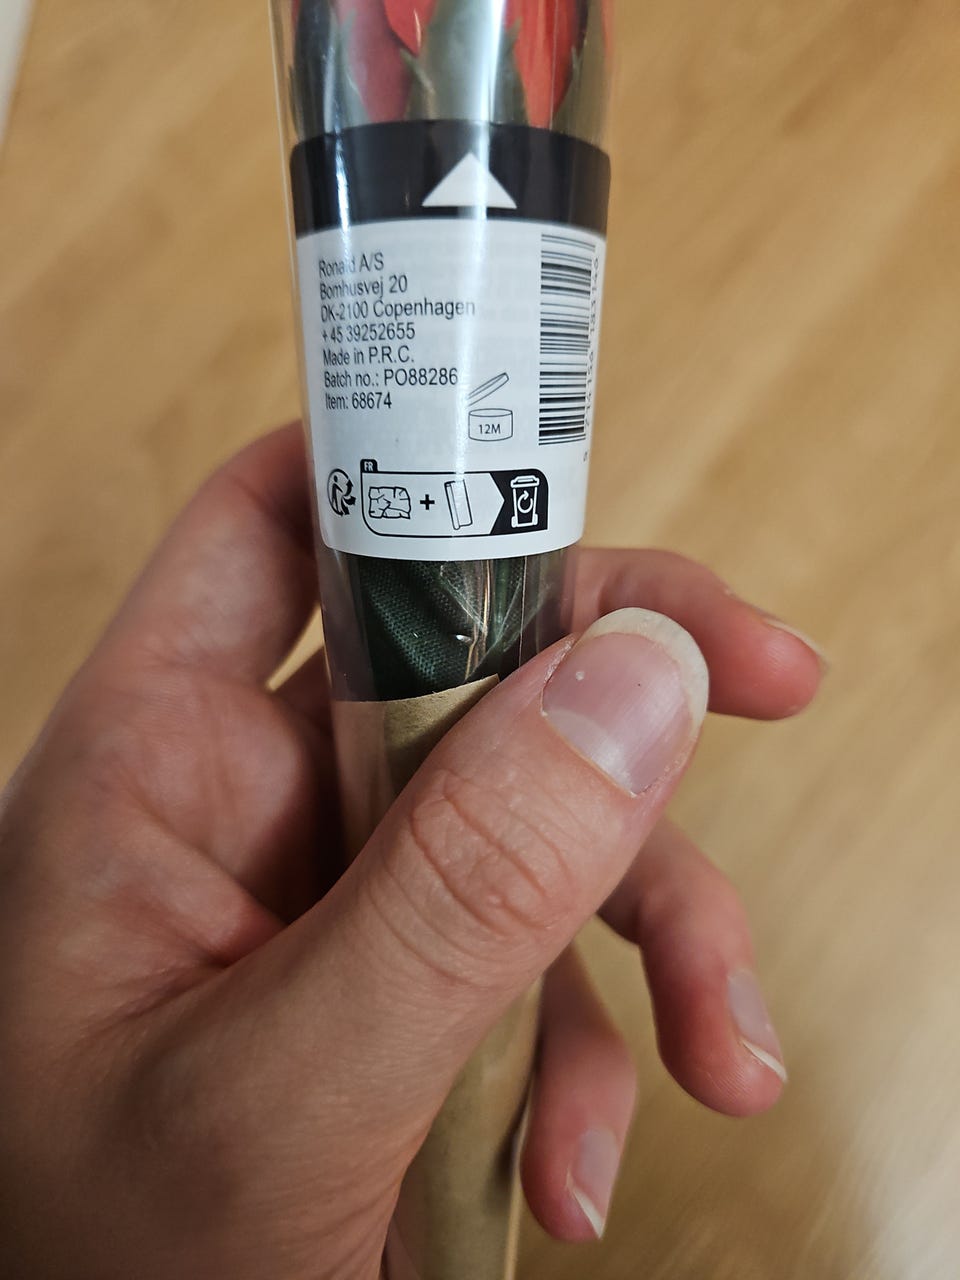 Ronald A/S
Bomhusvej 20
DK-2100 Copenhagen
+ 45 39252655
Made in P.R.C.
Batch no.: PO88286
Item: 68674
12M
FR
+